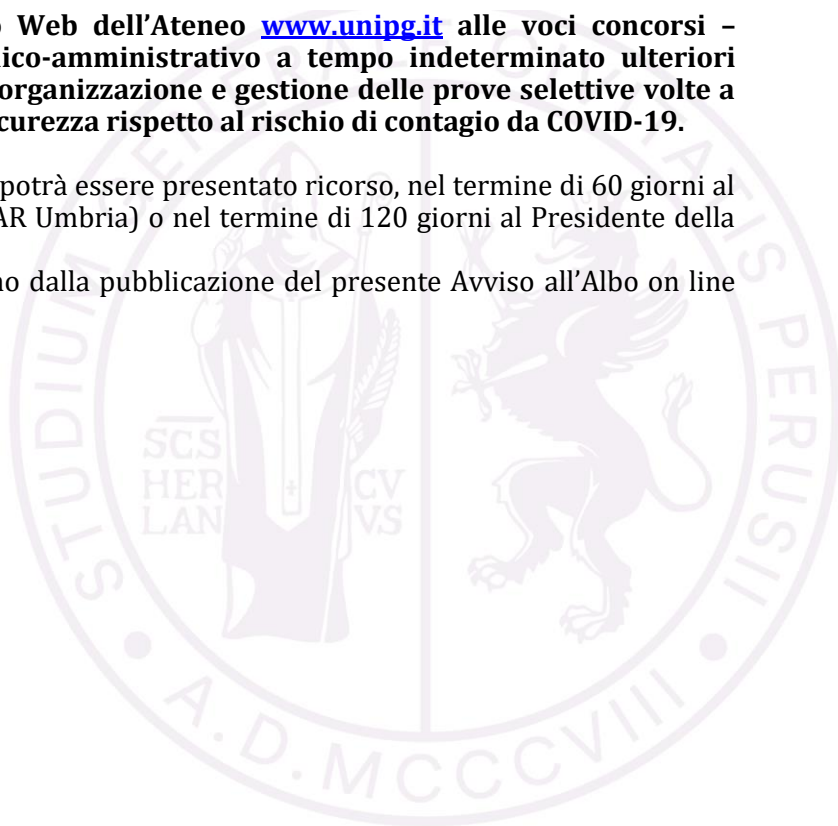 Web dell’Ateneo www.unipg.it alle voci concorsi –
ico-amministrativo a tempo indeterminato ulteriori
organizzazione e gestione delle prove selettive volte a
curezza rispetto al rischio di contagio da COVID-19.
potrà essere presentato ricorso, nel termine di 60 giorni al
AR Umbria) o nel termine di 120 giorni al Presidente della
no dalla pubblicazione del presente Avviso all’Albo on line
STUDIUM GENERALE CIVITATIS PERUSII
SCS
HER
LAN
CV
VS
A.D. MCCCVIII